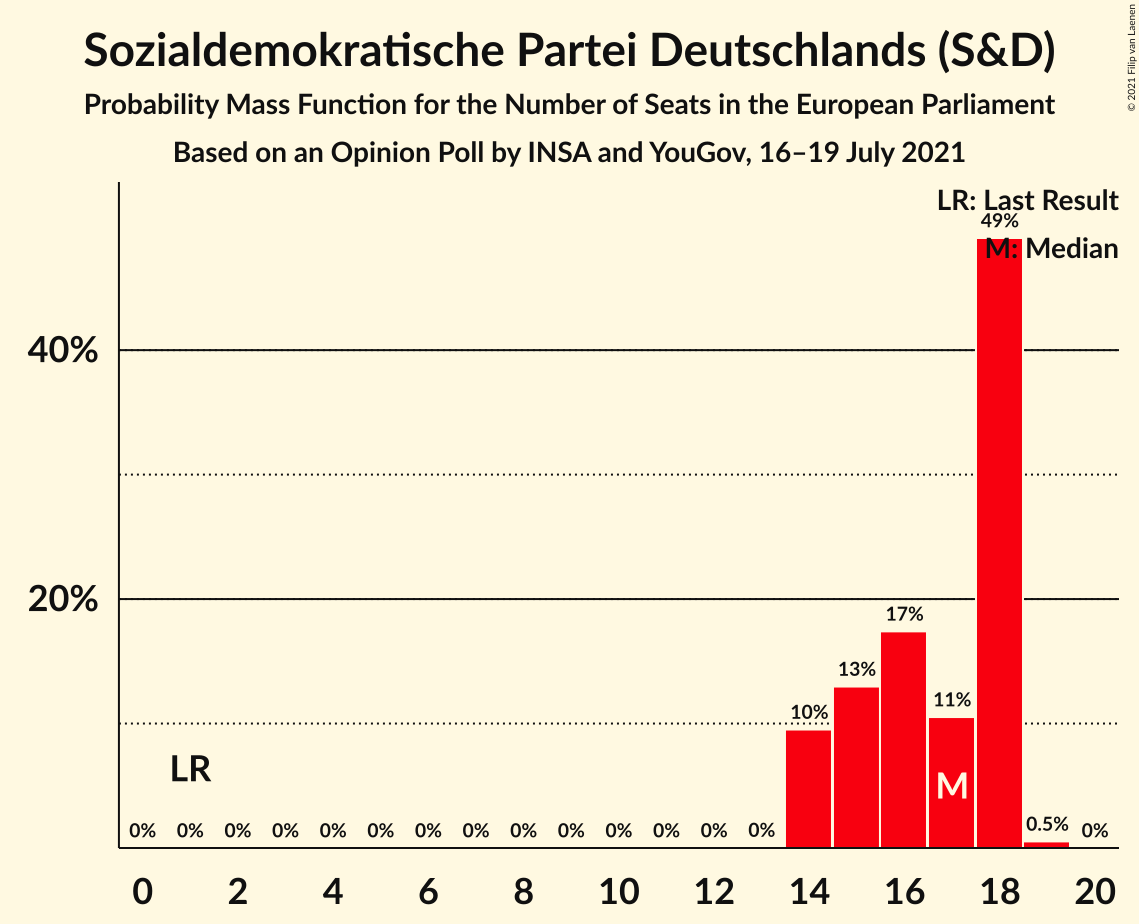 Sozialdemokratische Partei Deutschlands (S&D)
Probability Mass Function for the Number of Seats in the European Parliament
Based on an Opinion Poll by INSA and YouGov, 16–19 July 2021
© 2021 Filip van Laenen
LR: Last Result
49%
M: Median
40%
20%
17%
13%
11%
10%
LR
M
0% 0% 0% 0% 0% 0% 0% 0% 0% 0% 0% 0% 0% 0% 0.5% 0%
0 2 4 6 8 10 12 14 16 18 20